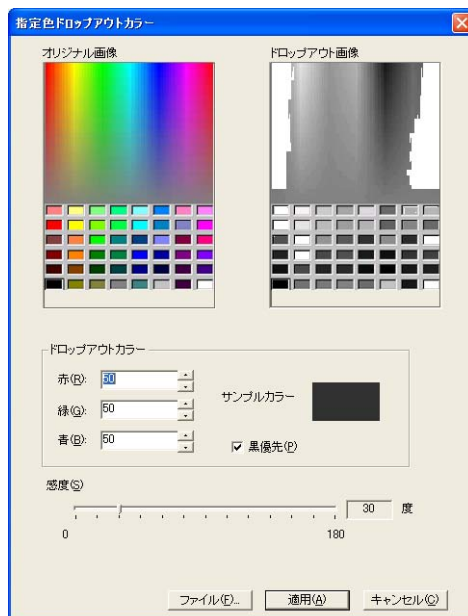 指定色ドロップアウトカラー
オリジナル画像
ドロップアウト画像
ドロップアウトカラー
赤(R): 50
緑(G): 50
青(B): 50
サンプルカラー
黒優先(P)
感度(S)
30 度
0 180
ファイル(F)... 適用(A) キャンセル(C)